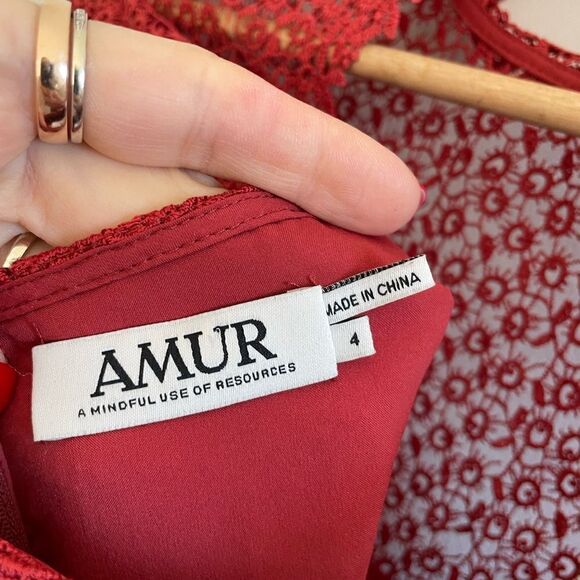 AMUR
A MINDFUL USE OF RESOURCES
MADE IN CHINA
4